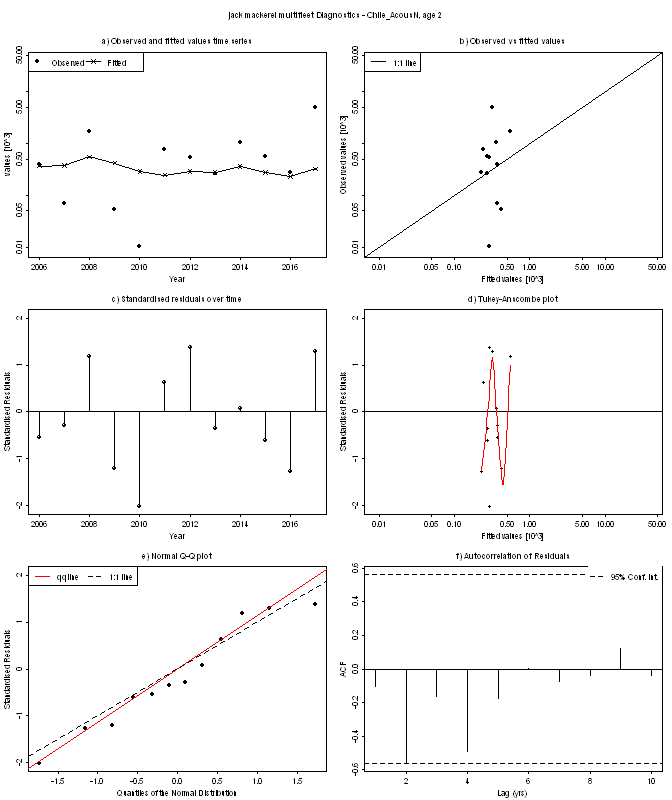 jack mackerel multifleet Diagnostics - Chile_AcousN, age 2
a) Observed and fitted values time series
b) Observed vs fitted values
Observed
Fitted
1:1 line
values [10^3]
0.01 0.05 0.50 5.00
2006 2008 2010 2012 2014 2016
Year
Observed values [10^3]
0.01 0.05 0.50 5.00
0.01 0.05 0.10 0.50 5.00 10.00 50.00
Fitted values [10^3]
c) Standardised residuals over time
d) Tukey-Anscombe plot
Standardised Residuals
-2 -1 0 1 2
2006 2008 2010 2012 2014 2016
Year
Standardised Residuals
-2 -1 0 1 2
0.01 0.05 0.10 0.50 5.00 10.00 50.00
Fitted values [10^3]
e) Normal Q-Q plot
f) Autocorrelation of Residuals
qq line
1:1 line
95% Conf. Int.
Standardised Residuals
-2 -1 0 1 2
-1.5 -1.0 -0.5 0.0 0.5 1.0 1.5
Quantiles of the Normal Distribution
ACF
-0.6 -0.4 -0.2 0.0 0.2 0.4 0.6
2 4 6 8 10
Lag (yrs)